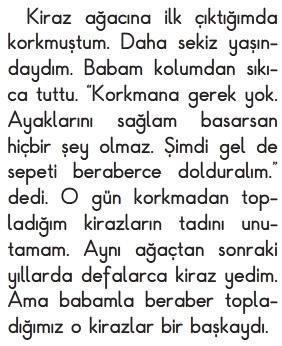 Kiraz ağacına ilk çıktığımda
korkmuştum. Daha sekiz yaşın-
daydım. Babam kolumdan sıkı-
ca tuttu. “Korkmana gerek yok.
Ayaklarını sağlam basarsan
hiçbir şey olmaz. Şimdi gel de
sepeti beraberce dolduralım.”
dedi. O gün korkmadan top-
ladığım kirazların tadını unu-
tamam. Aynı ağaçtan sonraki
yıllarda defalarca kiraz yedim.
Ama babamla beraber topla-
dığımız o kirazlar bir başkaydı.